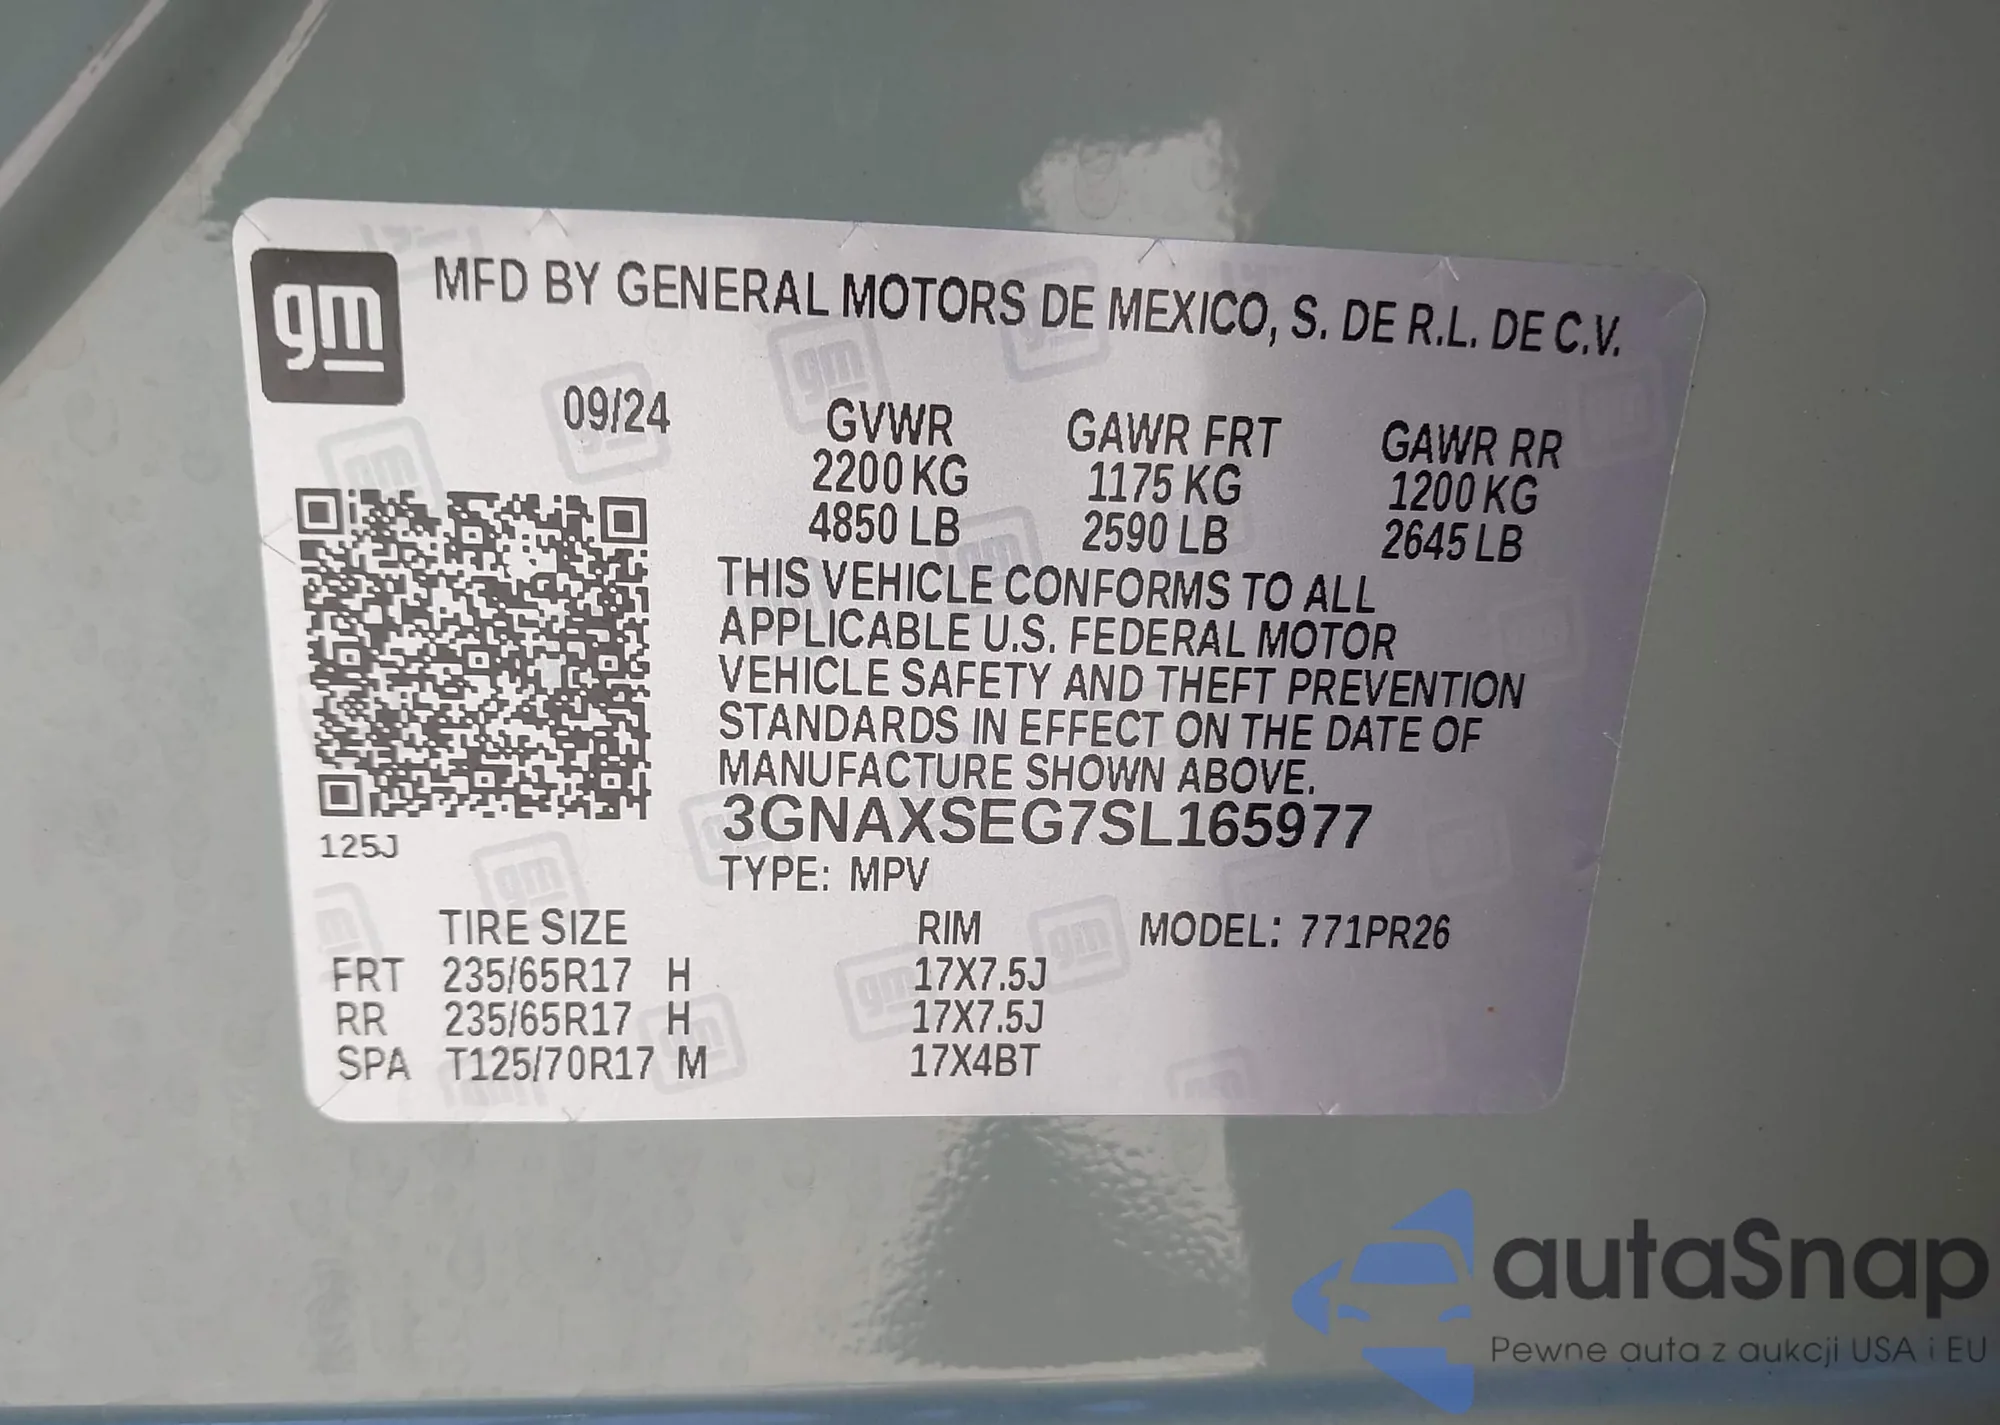 gm
MFD BY GENERAL MOTORS DE MEXICO, S. DE R.L. DE C.V.
09/24
GVWR GAWR FRT GAWR RR
2200 KG 1175 KG 1200 KG
4850 LB 2590 LB 2645 LB
THIS VEHICLE CONFORMS TO ALL
APPLICABLE U.S. FEDERAL MOTOR
VEHICLE SAFETY AND THEFT PREVENTION
STANDARDS IN EFFECT ON THE DATE OF
MANUFACTURE SHOWN ABOVE.
3GNAXSEG7SL165977
125J
TYPE: MPV
TIRE SIZE RIM MODEL: 771PR26
FRT 235/65R17 H 17X7.5J
RR 235/65R17 H 17X7.5J
SPA T125/70R17 M 17X4BT
autaSnap
Pewne auta z aukcji USA i EU